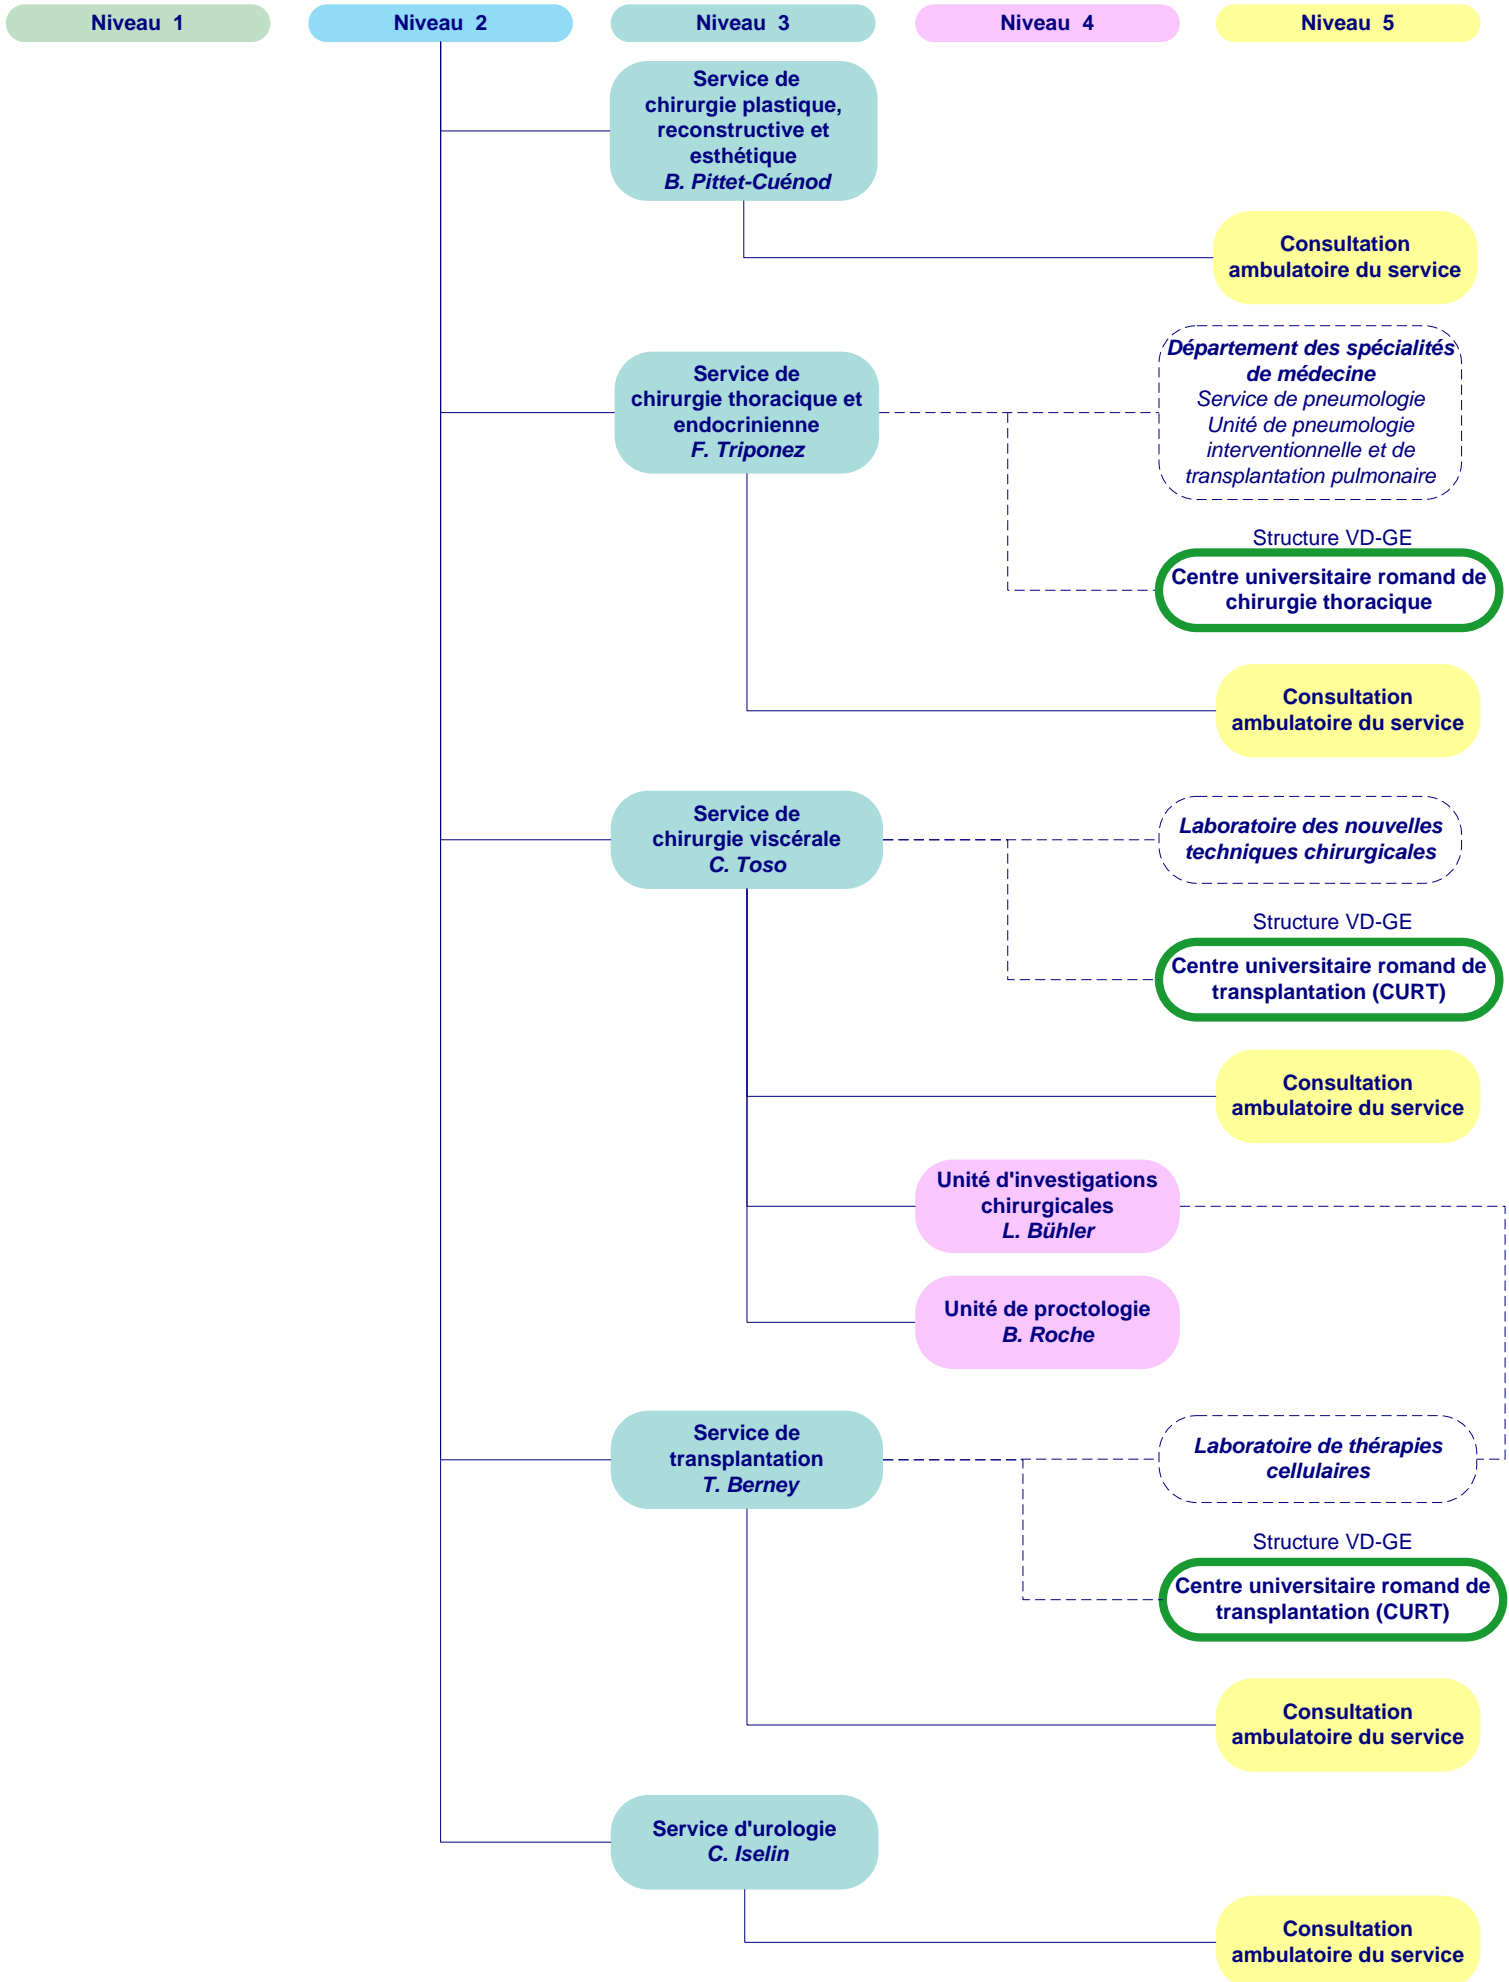 Niveau 1
Niveau 2
Niveau 3
Niveau 4
Niveau 5
Service de
chirurgie plastique,
reconstructive et
esthétique
B. Pittet-Cuénod
Consultation
ambulatoire du service
Département des spécialités
de médecine
Service de pneumologie
Unité de pneumologie
interventionnelle et de
transplantation pulmonaire
Service de
chirurgie thoracique et
endocrinienne
F. Triponez
Structure VD-GE
Centre universitaire romand de
chirurgie thoracique
Consultation
ambulatoire du service
Service de
chirurgie viscérale
C. Toso
Laboratoire des nouvelles
techniques chirurgicales
Structure VD-GE
Centre universitaire romand de
transplantation (CURT)
Consultation
ambulatoire du service
Unité d'investigations
chirurgicales
L. Bühler
Unité de proctologie
B. Roche
Service de
transplantation
T. Berney
Laboratoire de thérapies
cellulaires
Structure VD-GE
Centre universitaire romand de
transplantation (CURT)
Consultation
ambulatoire du service
Service d'urologie
C. Iselin
Consultation
ambulatoire du service